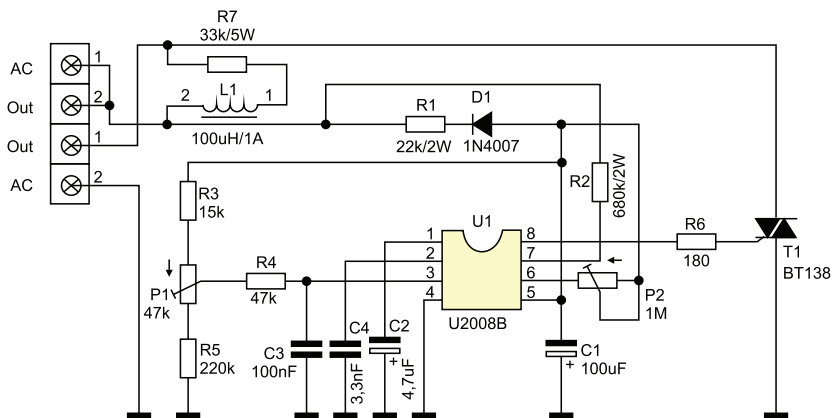 R7
33k/5W
AC 1
L1
2 1
Out 2
R1 D1
100uH/1A
22k/2W 1N4007
Out 1
AC 2
R2 680k/2W
R3
15k
U1
1 8
R6
2 7
180
T1
BT138
R4
3 6
P1
47k
47k
4 5
P2
1M
U2008B
R5
220k
C3
100nF
C4
3,3nF
C2
+
4,7uF
C1
+ 100uF